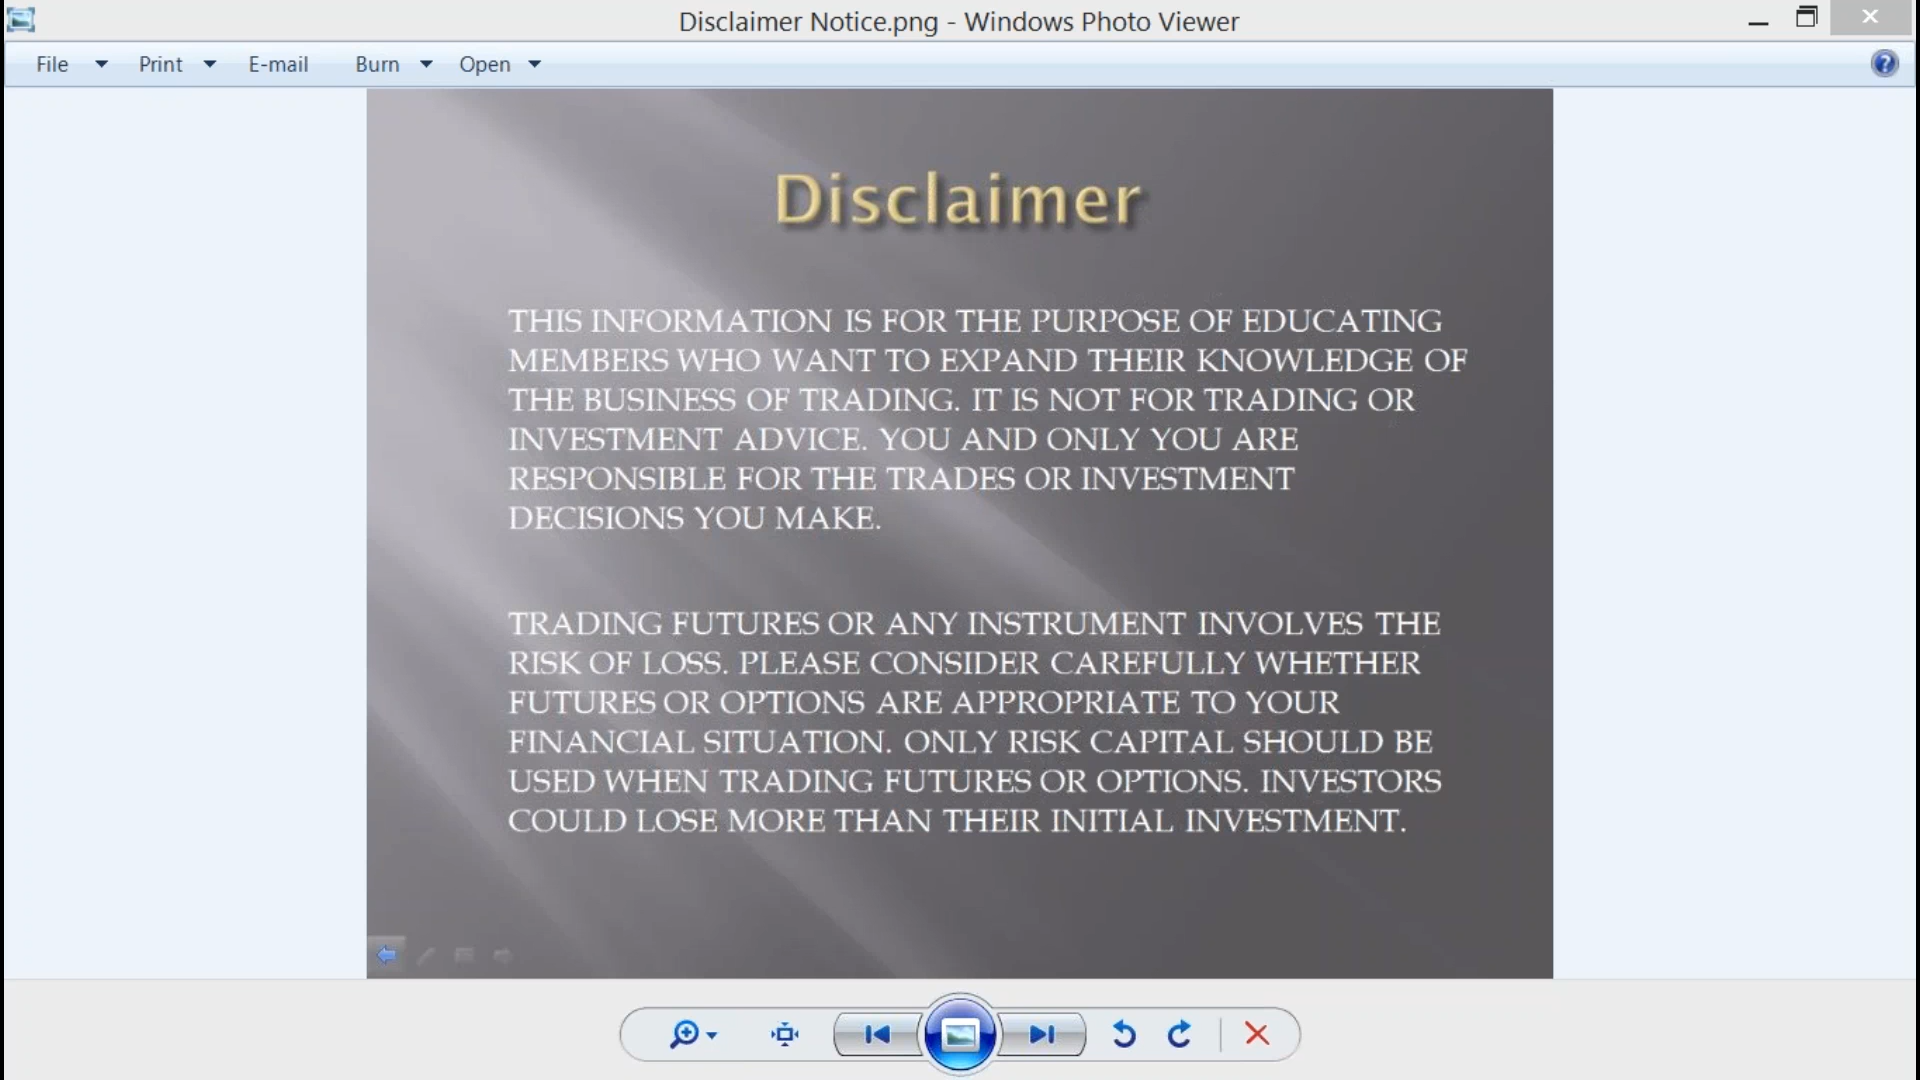 Disclaimer Notice.png - Windows Photo Viewer
File Print E-mail Burn Open
Disclaimer
THIS INFORMATION IS FOR THE PURPOSE OF EDUCATING
MEMBERS WHO WANT TO EXPAND THEIR KNOWLEDGE OF
THE BUSINESS OF TRADING. IT IS NOT FOR TRADING OR
INVESTMENT ADVICE. YOU AND ONLY YOU ARE
RESPONSIBLE FOR THE TRADES OR INVESTMENT
DECISIONS YOU MAKE.
TRADING FUTURES OR ANY INSTRUMENT INVOLVES THE
RISK OF LOSS. PLEASE CONSIDER CAREFULLY WHETHER
FUTURES OR OPTIONS ARE APPROPRIATE TO YOUR
FINANCIAL SITUATION. ONLY RISK CAPITAL SHOULD BE
USED WHEN TRADING FUTURES OR OPTIONS. INVESTORS
COULD LOSE MORE THAN THEIR INITIAL INVESTMENT.